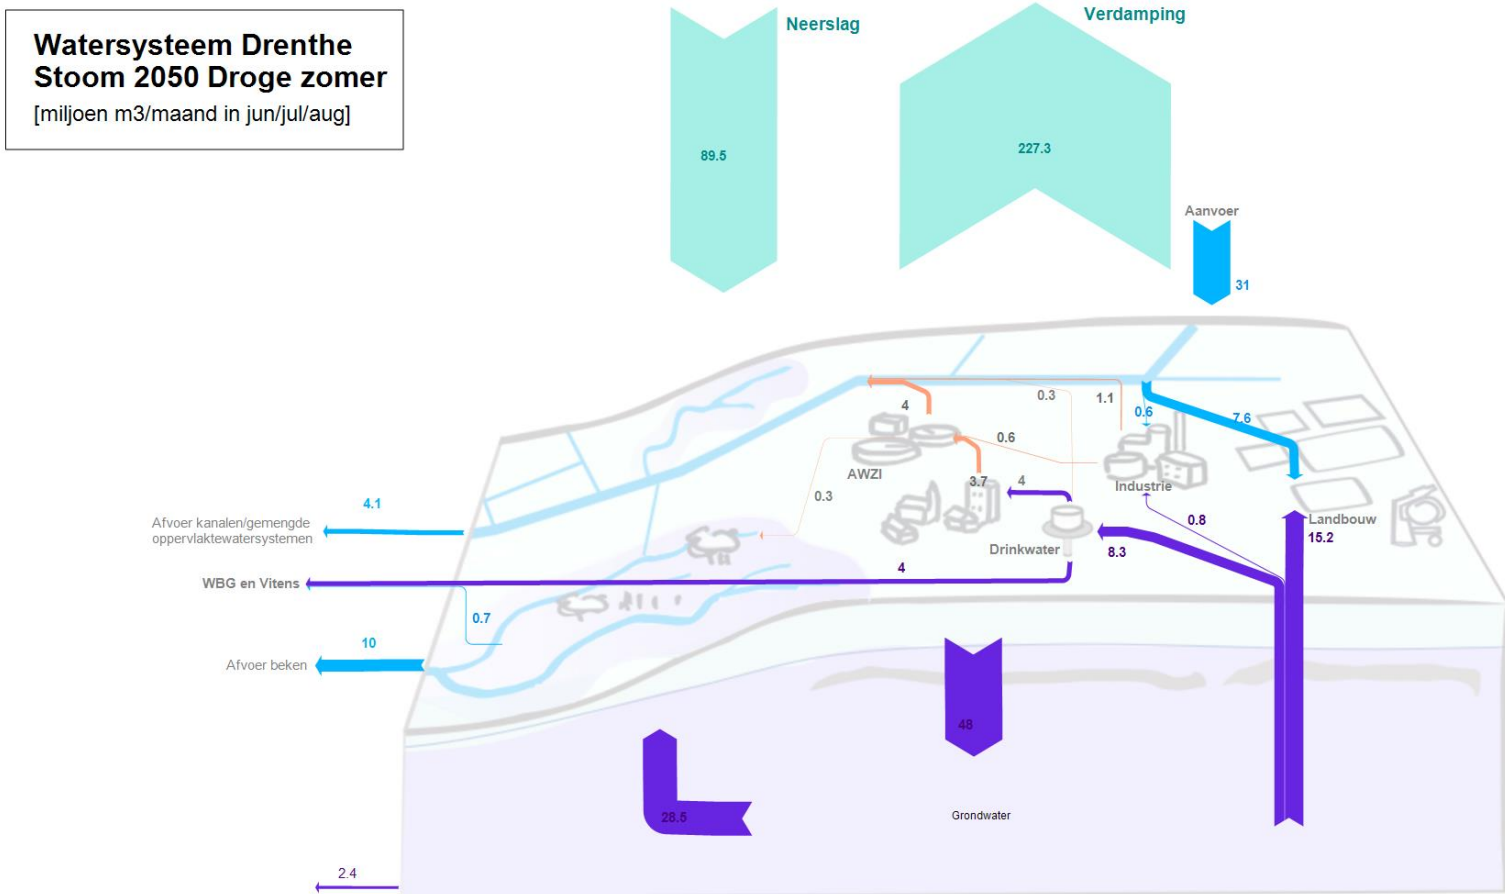 Watersysteem Drenthe
Stoom 2050 Droge zomer
[miljoen m3/maand in jun/jul/aug]
Neerslag
Verdamping
89.5
227.3
Aanvoer
31
0.3
1.1
4
0.6
7.6
0.6
AWZI
3.7
4
Industrie
0.3
4.1
0.8
Landbouw
Afvoer kanalen/gemengde
oppervlaktewatersystemen
15.2
Drinkwater
8.3
WBG en Vitens
4
0.7
10
Afvoer beken
48
28.5
Grondwater
2.4